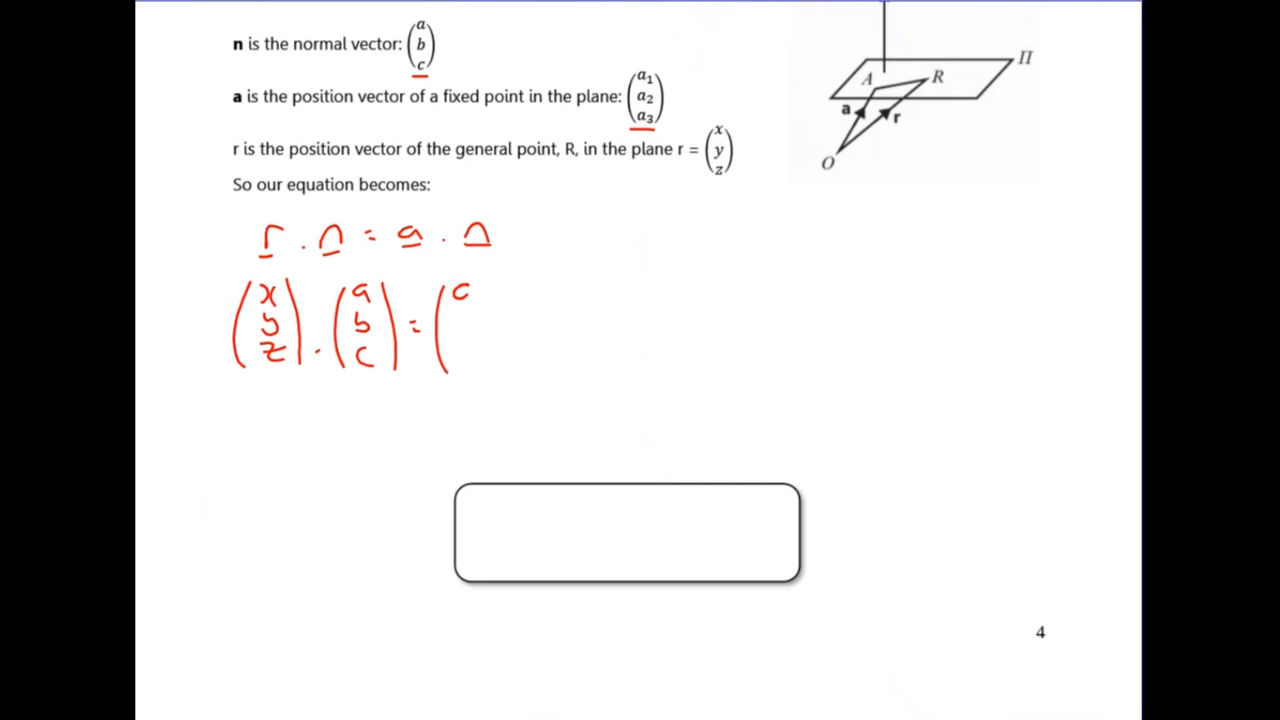 n is the normal vector: (a b c)
a is the position vector of a fixed point in the plane: (a₁ a₂ a₃)
r is the position vector of the general point, R, in the plane r = (x y z)
So our equation becomes:
r . n = a . n
(x y z) . (a b c) = (
Π
A
R
a
r
O
4